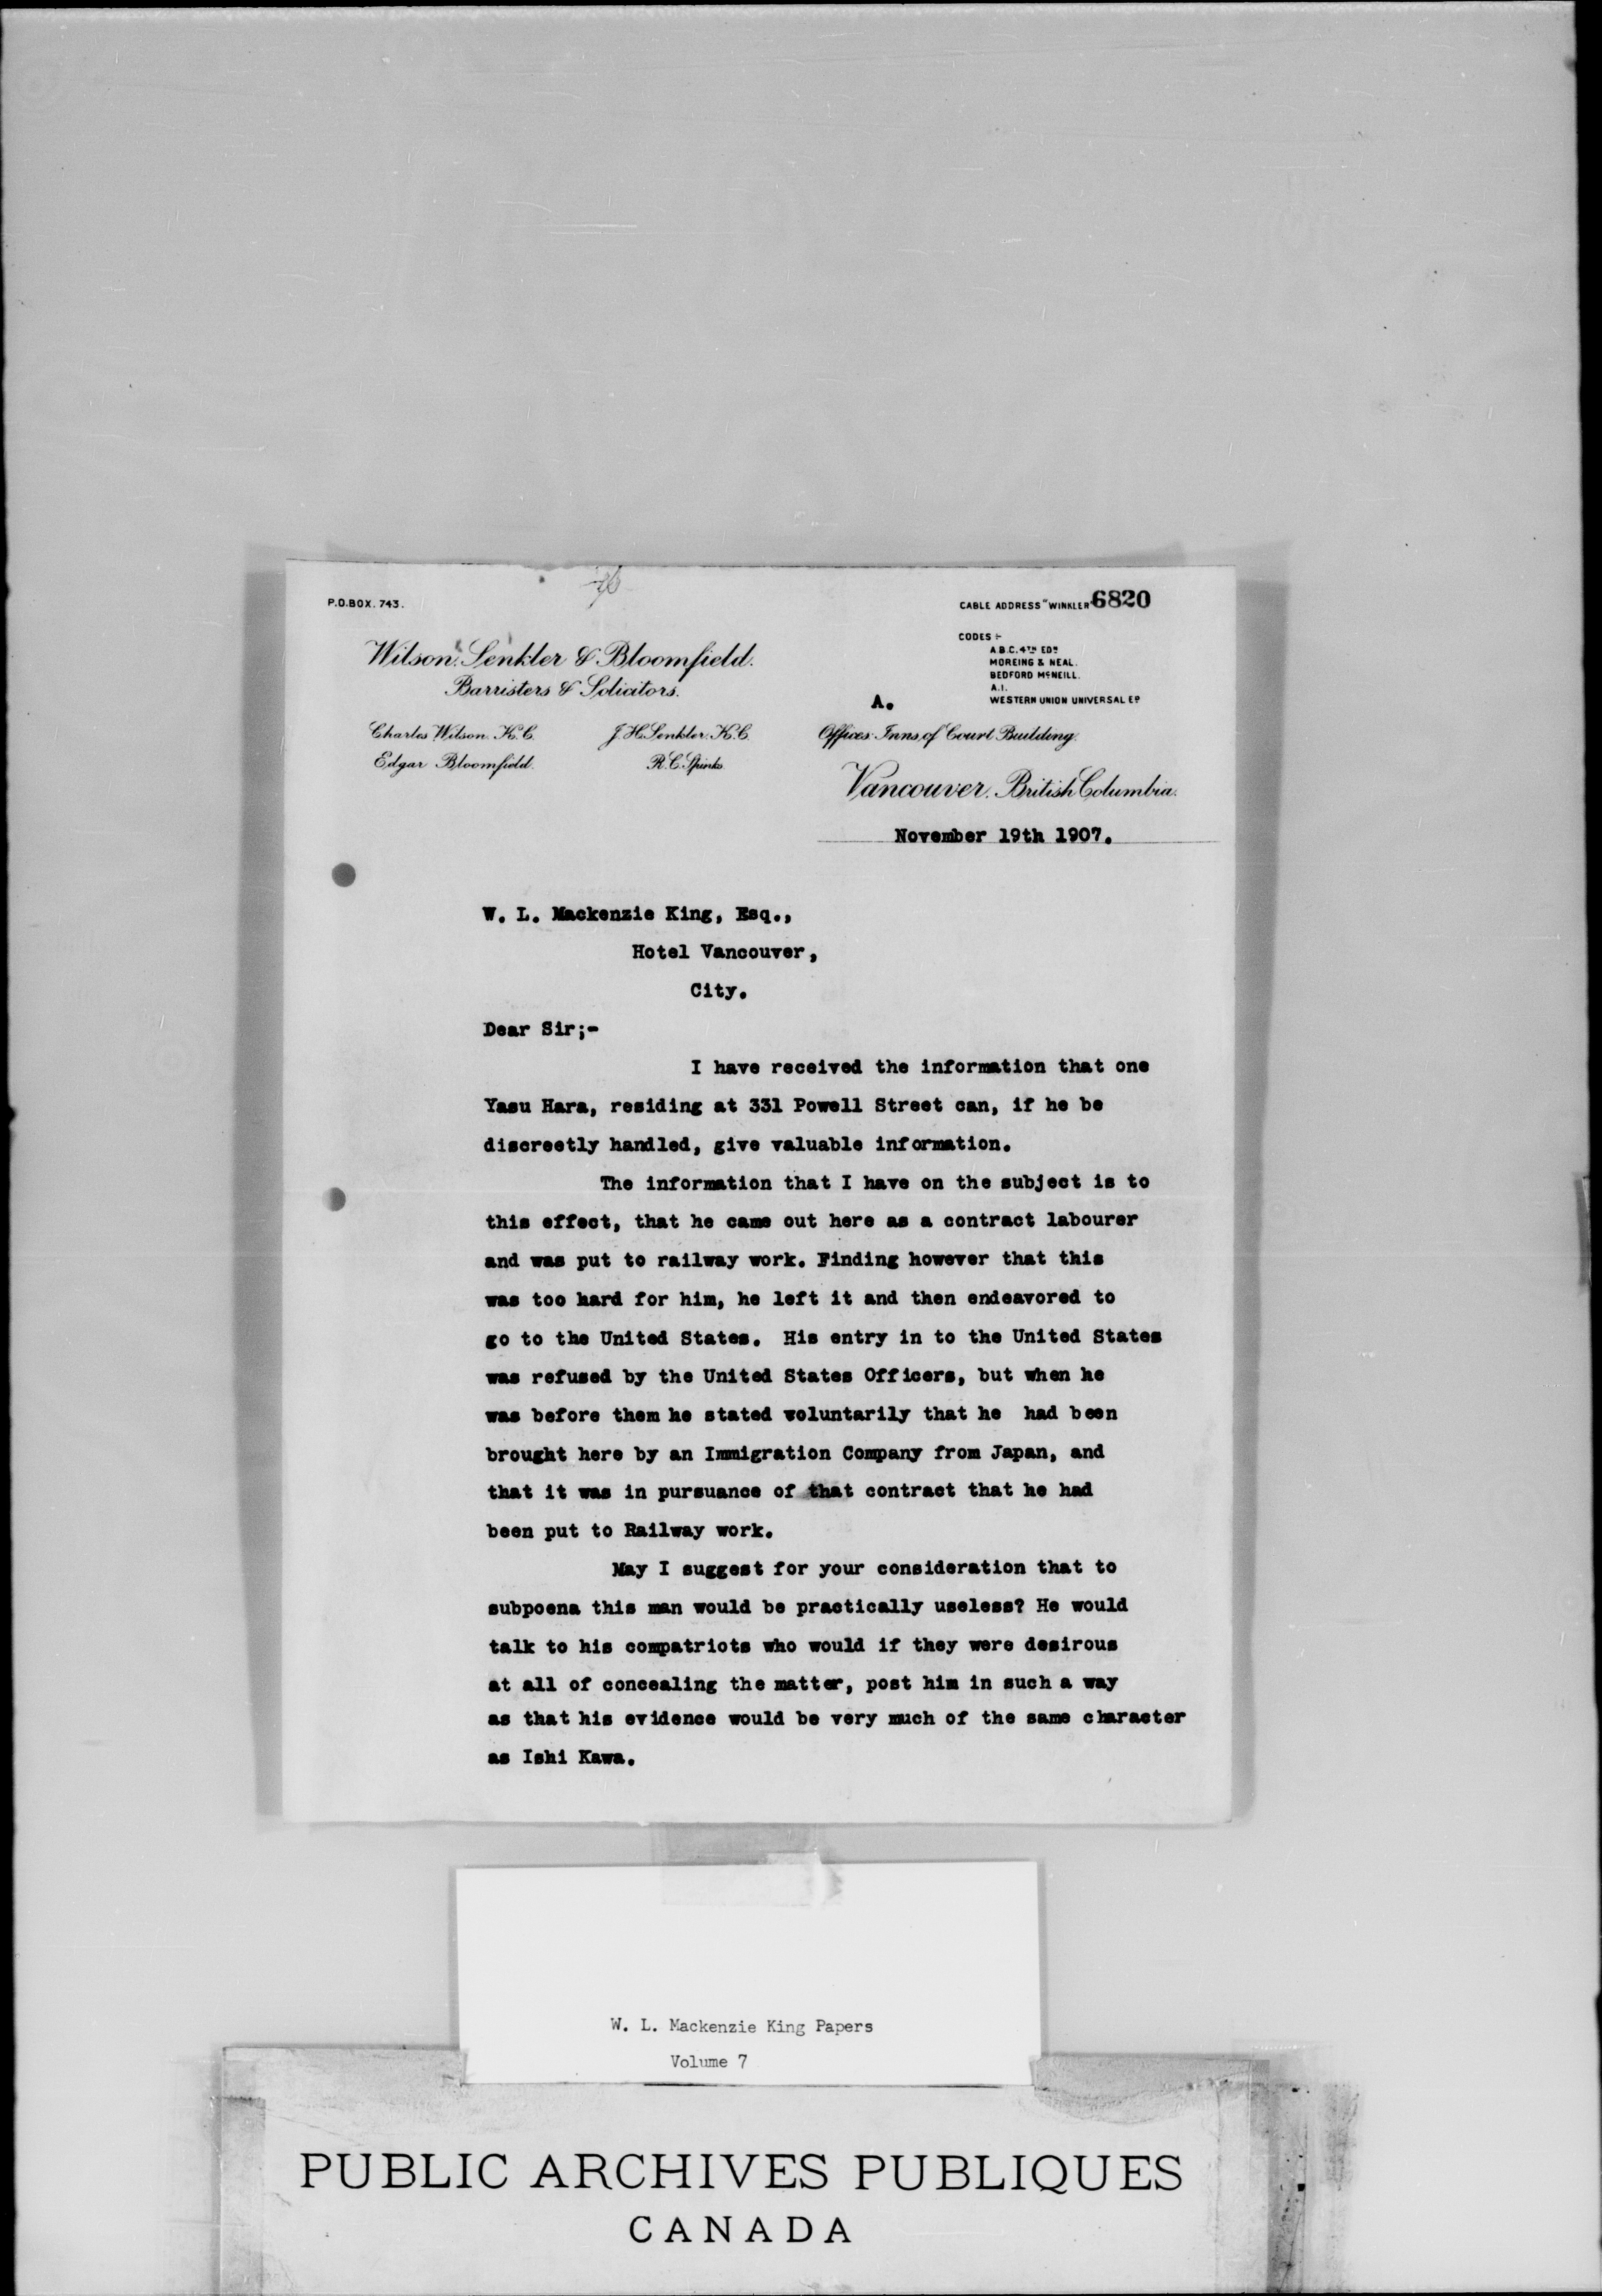 P.O.BOX. 743.
CABLE ADDRESS "WINKLER"
6820
CODES :-
A.B.C. 4TH EDN
MOREING & NEAL.
BEDFORD McNEILL.
A.I.
WESTERN UNION UNIVERSAL ED
Wilson, Senkler & Bloomfield.
Barristers & Solicitors.
A.
Charles Wilson. K.C. J.H. Senkler. K.C.
Edgar Bloomfield. R.C. Spinks.
Offices: Inns of Court Building.
Vancouver. British Columbia.
November 19th 1907.
W. L. Mackenzie King, Esq.,
Hotel Vancouver,
City.
Dear Sir;-
I have received the information that one
Yasu Hara, residing at 331 Powell Street can, if he be
discreetly handled, give valuable information.
The information that I have on the subject is to
this effect, that he came out here as a contract labourer
and was put to railway work. Finding however that this
was too hard for him, he left it and then endeavored to
go to the United States. His entry in to the United States
was refused by the United States Officers, but when he
was before them he stated voluntarily that he had been
brought here by an Immigration Company from Japan, and
that it was in pursuance of that contract that he had
been put to Railway work.
May I suggest for your consideration that to
subpoena this man would be practically useless? He would
talk to his compatriots who would if they were desirous
at all of concealing the matter, post him in such a way
as that his evidence would be very much of the same character
as Ishi Kawa.
W. L. Mackenzie King Papers
Volume 7
PUBLIC ARCHIVES PUBLIQUES
CANADA